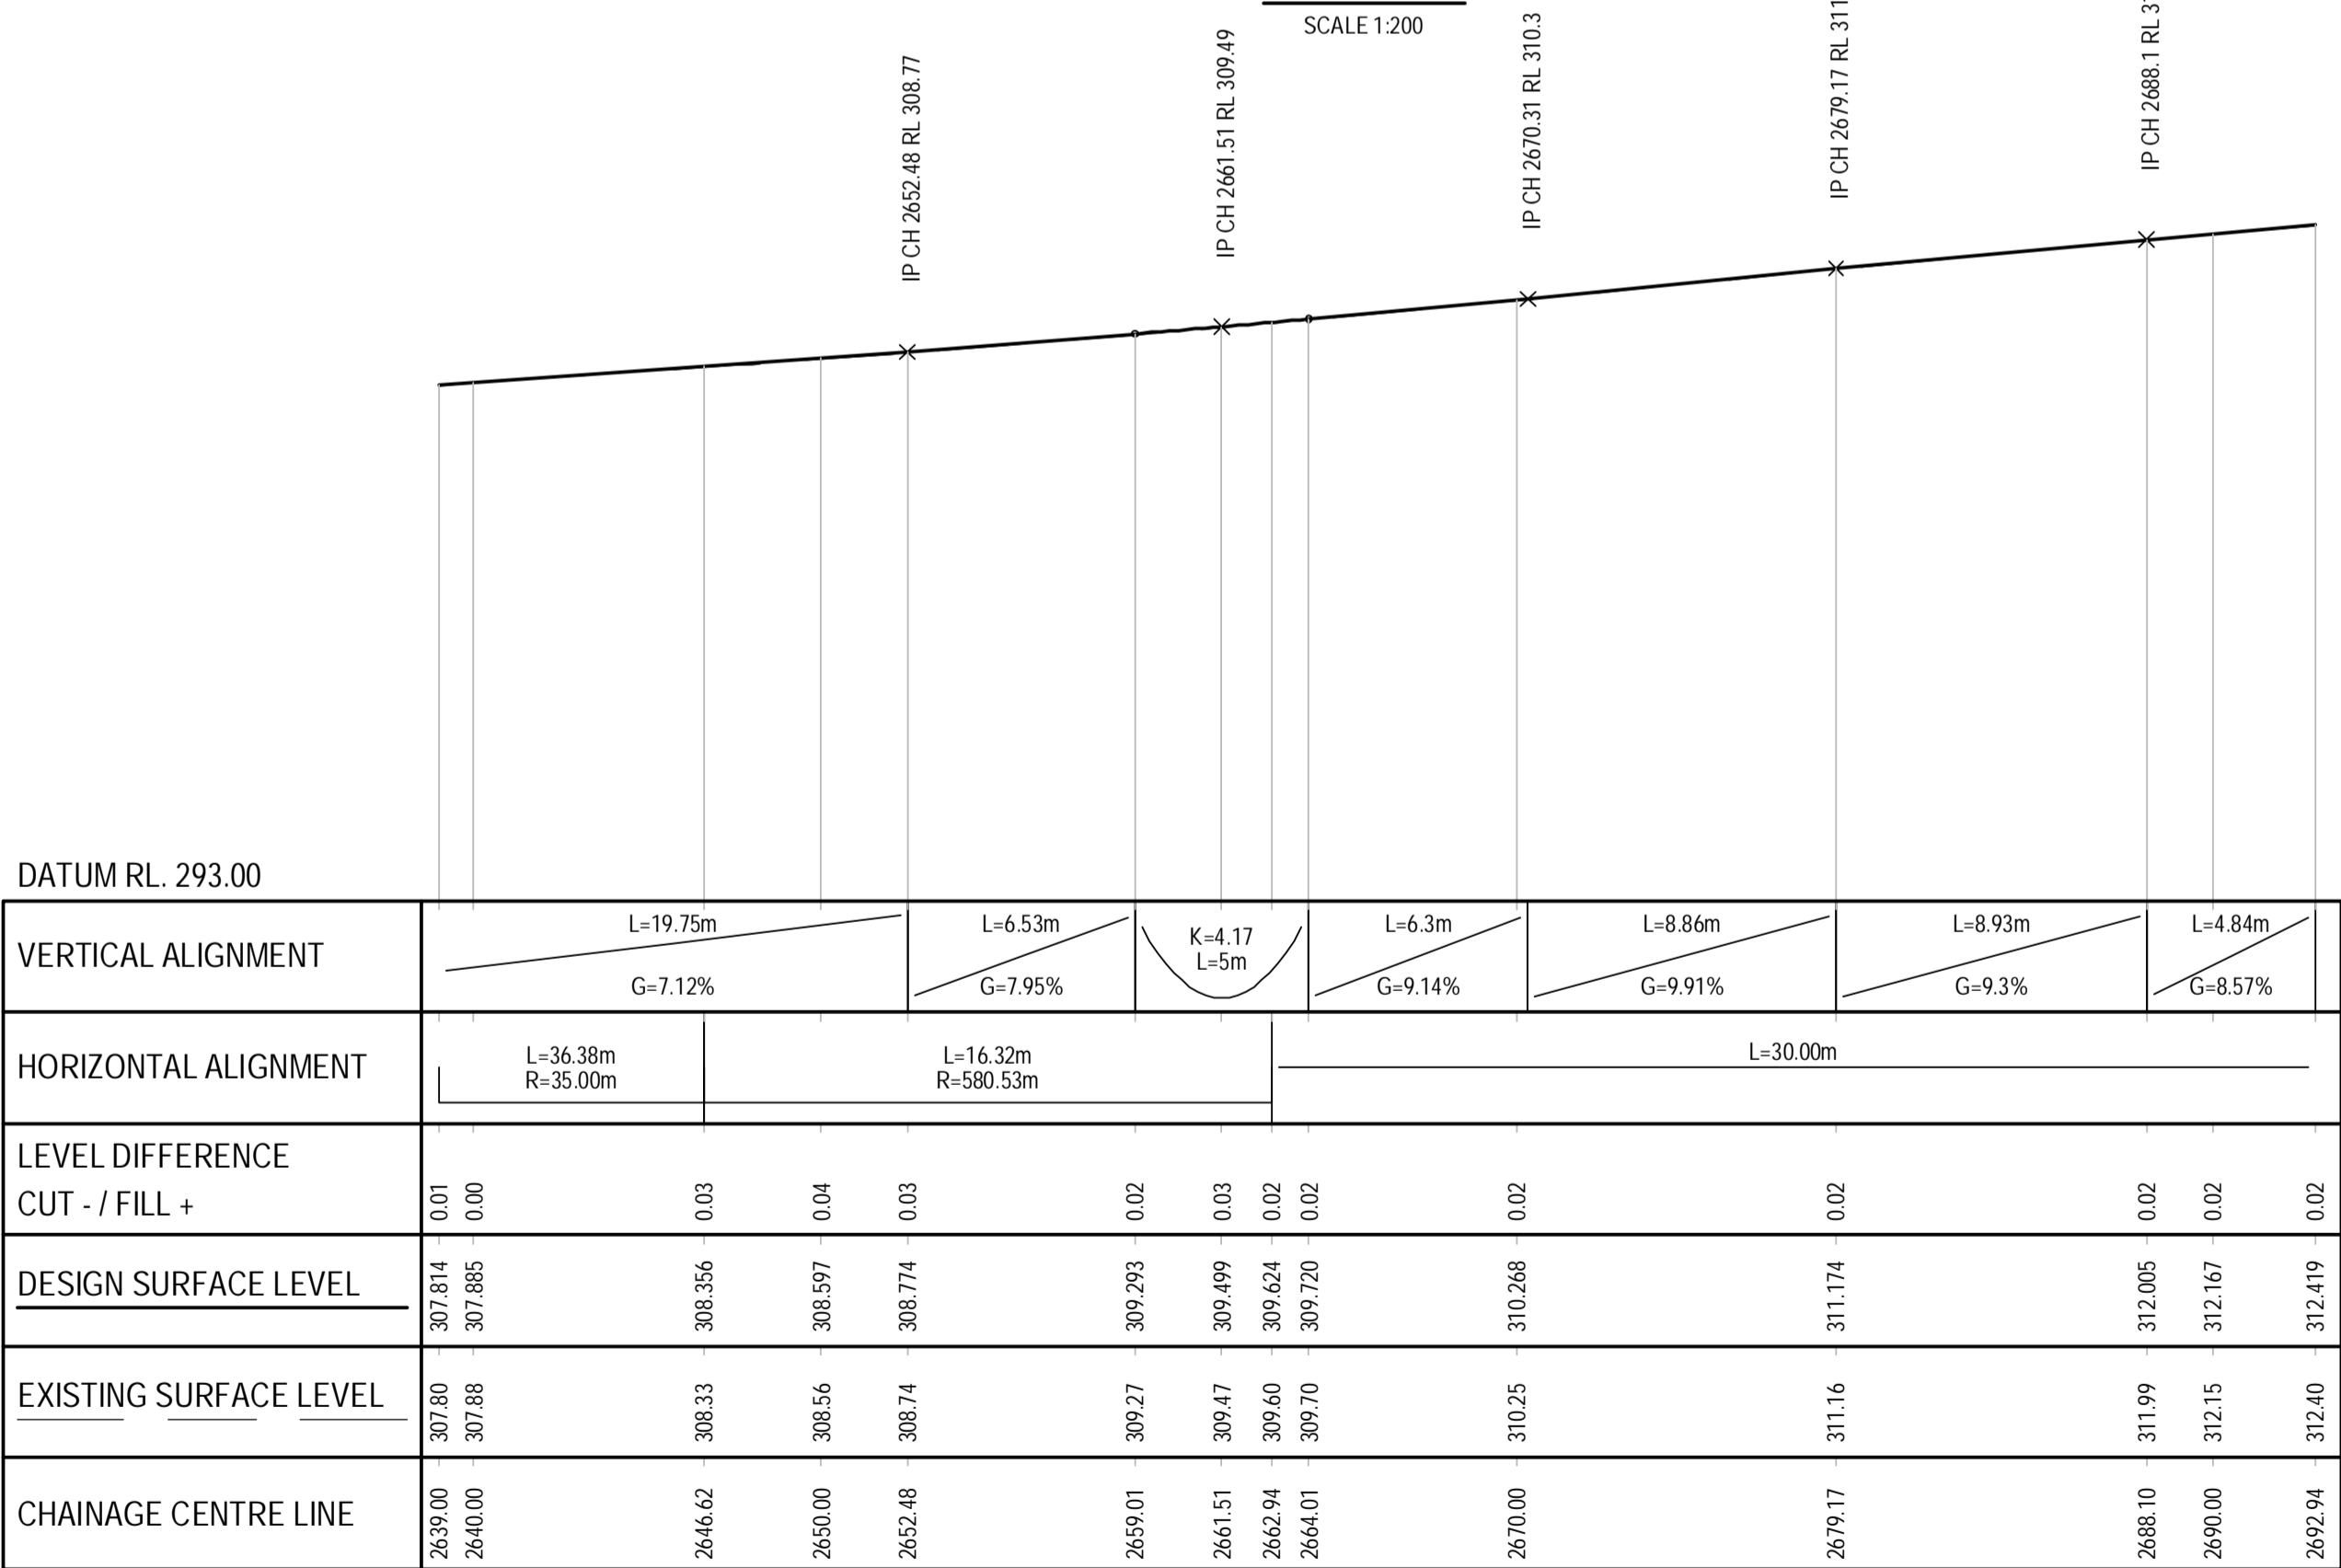 SCALE 1:200
IP CH 2652.48 RL 308.77
IP CH 2661.51 RL 309.49
IP CH 2670.31 RL 310.3
IP CH 2679.17 RL 311
IP CH 2688.1 RL
DATUM RL. 293.00
VERTICAL ALIGNMENT
L=19.75m
G=7.12%
L=6.53m
G=7.95%
K=4.17
L=5m
L=6.3m
G=9.14%
L=8.86m
G=9.91%
L=8.93m
G=9.3%
L=4.84m
G=8.57%
HORIZONTAL ALIGNMENT
L=36.38m
R=35.00m
L=16.32m
R=580.53m
L=30.00m
LEVEL DIFFERENCE
CUT - / FILL +
0.01
0.00
0.03
0.04
0.03
0.02
0.03
0.02
0.02
0.02
0.02
0.02
0.02
0.02
DESIGN SURFACE LEVEL
307.814
307.885
308.356
308.597
308.774
309.293
309.499
309.624
309.720
310.268
311.174
312.005
312.167
312.419
EXISTING SURFACE LEVEL
307.80
307.88
308.33
308.56
308.74
309.27
309.47
309.60
309.70
310.25
311.16
311.99
312.15
312.40
CHAINAGE CENTRE LINE
2639.00
2640.00
2646.62
2650.00
2652.48
2659.01
2661.51
2662.94
2664.01
2670.00
2679.17
2688.10
2690.00
2692.94